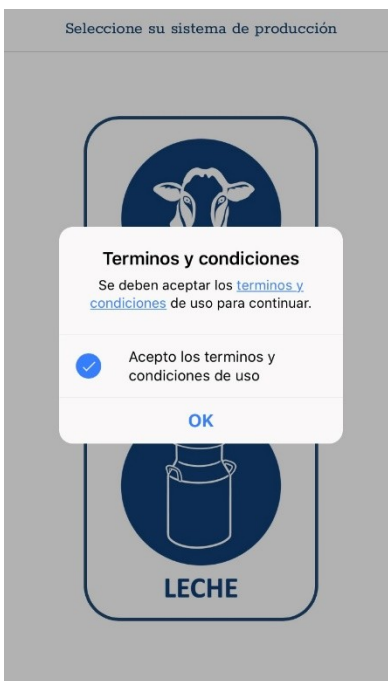 Seleccione su sistema de producción
Terminos y condiciones
Se deben aceptar los terminos y
condiciones de uso para continuar.
Acepto los terminos y
condiciones de uso
OK
LECHE